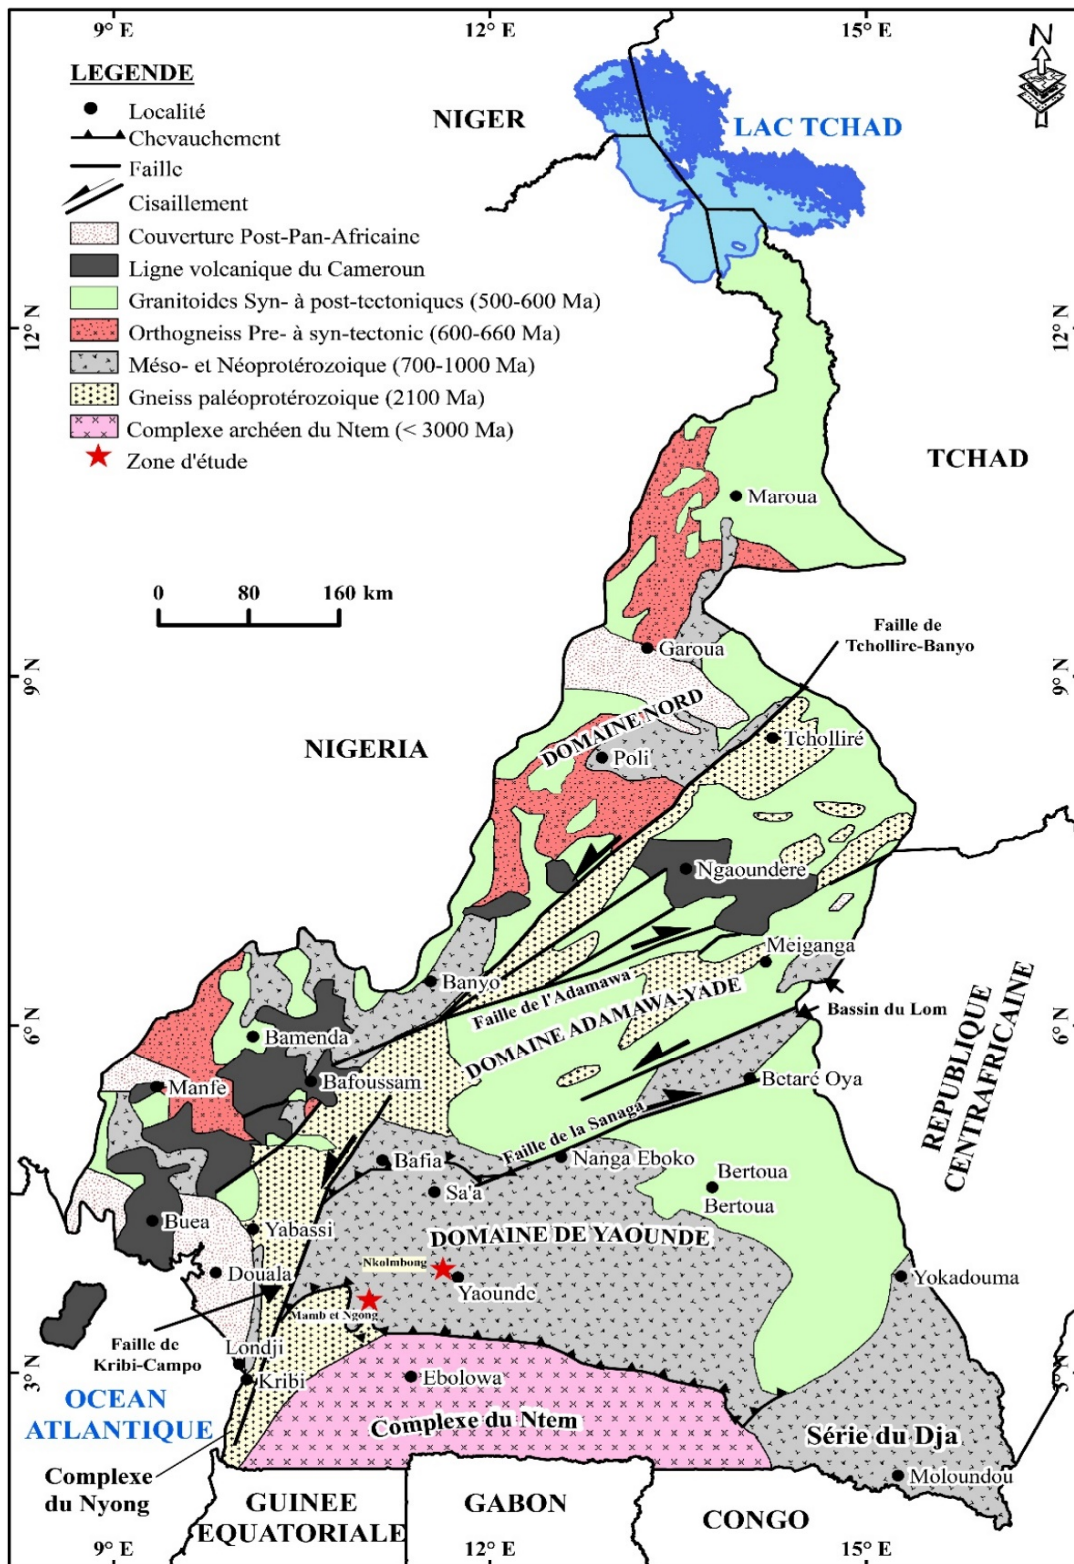 9° E
12° E
15° E
LEGENDE
Localité
Chevauchement
Faille
Cisaillement
Couverture Post-Pan-Africaine
Ligne volcanique du Cameroun
Granitoides Syn- à post-tectoniques (500-600 Ma)
Orthogneiss Pre- à syn-tectonic (600-660 Ma)
Méso- et Néoprotérozoique (700-1000 Ma)
Gneiss paléoprotérozoique (2100 Ma)
Complexe archéen du Ntem (< 3000 Ma)
Zone d'étude
N
NIGER
LAC TCHAD
12° N
12° N
TCHAD
Maroua
0
80
160 km
Faille de
Tchollire-Banyo
Garoua
9° N
9° N
DOMAINE NORD
NIGERIA
Tcholliré
Poli
Ngaoundere
Meiganga
Banyo
Faille de l'Adamawa
DOMAINE ADAMAWA-YADE
Bassin du Lom
6° N
6° N
Bamenda
Bafoussam
Manfe
Betaré Oya
REPUBLIQUE
CENTRAFRICAINE
Faille de la Sanaga
Bafia
Nanga Eboko
Sa'a
Bertoua
Bertoua
Buea
Yabassi
DOMAINE DE YAOUNDE
Nkolmbong
Douala
Yaounde
Yokadouma
Mamb et Ngong
Faille de
Kribi-Campo
Londji
Kribi
Ebolowa
3° N
3° N
OCEAN
ATLANTIQUE
Complexe du Ntem
Série du Dja
Complexe
du Nyong
Moloundou
GUINEE
EQUATORIALE
GABON
CONGO
9° E
12° E
15° E